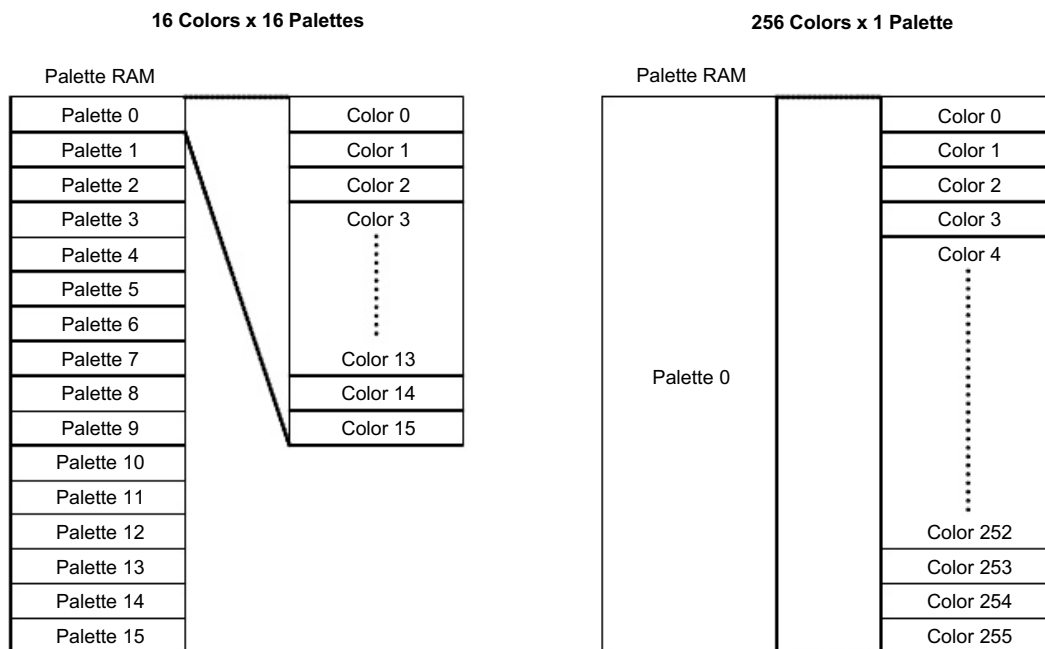 16 Colors x 16 Palettes
Palette RAM
Palette 0
Palette 1
Palette 2
Palette 3
Palette 4
Palette 5
Palette 6
Palette 7
Palette 8
Palette 9
Palette 10
Palette 11
Palette 12
Palette 13
Palette 14
Palette 15
Color 0
Color 1
Color 2
Color 3
Color 13
Color 14
Color 15
256 Colors x 1 Palette
Palette RAM
Palette 0
Color 0
Color 1
Color 2
Color 3
Color 4
Color 252
Color 253
Color 254
Color 255